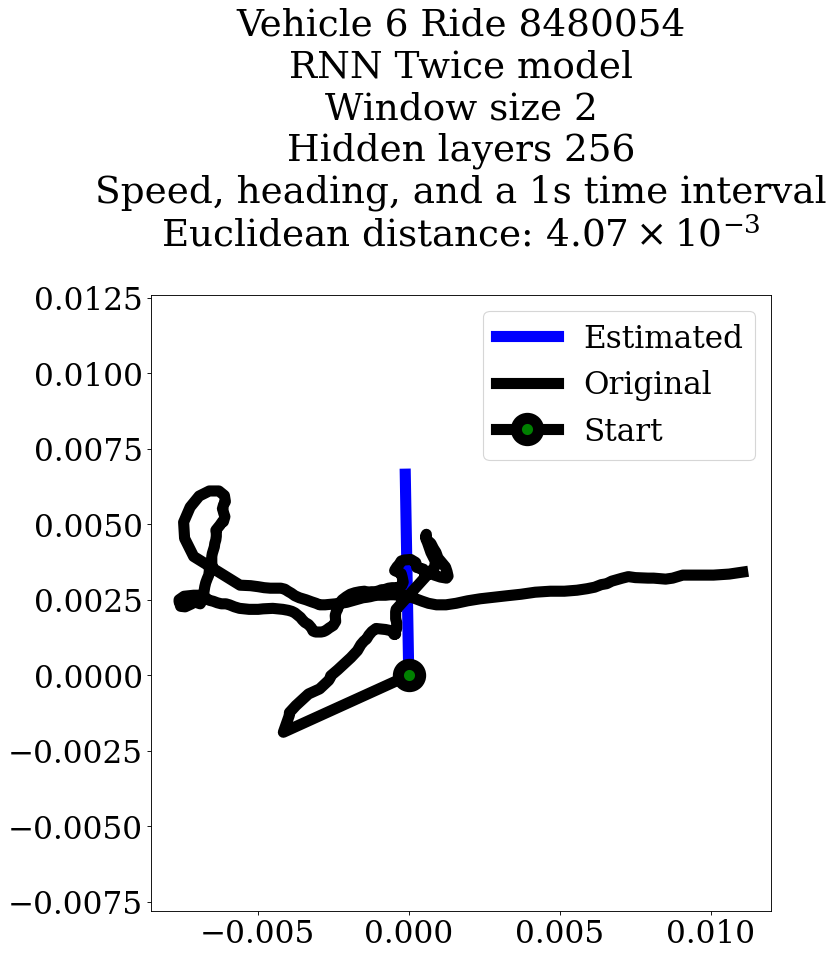 Vehicle 6 Ride 8480054
RNN Twice model
Window size 2
Hidden layers 256
Speed, heading, and a 1s time interval
Euclidean distance: 4.07 × 10⁻³
0.0125
0.0100
0.0075
0.0050
0.0025
0.0000
−0.0025
−0.0050
−0.0075
Estimated
Original
Start
−0.005 0.000 0.005 0.010